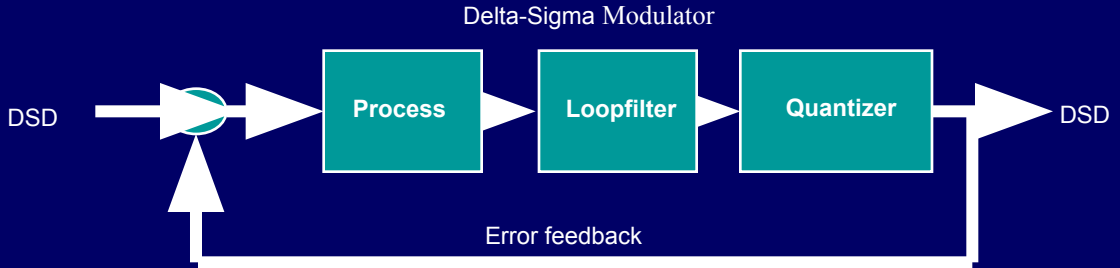 Delta-Sigma Modulator
DSD
Process
Loopfilter
Quantizer
DSD
Error feedback